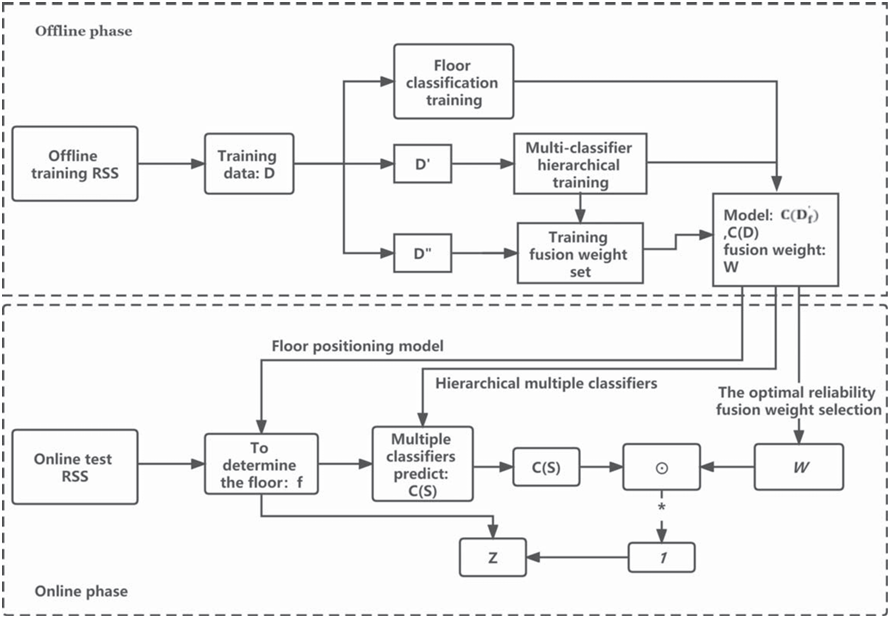 Offline phase
Floor
classification
training
Offline
training RSS
Training
data: D
D'
Multi-classifier
hierarchical
training
D"
Training
fusion weight
set
Model: C(D'f)
,C(D)
fusion weight:
W
Floor positioning model
Hierarchical multiple classifiers
The optimal reliability
fusion weight selection
Online test
RSS
To
determine
the floor: f
Multiple
classifiers
predict:
C(S)
C(S)
⊙
W
*
Z
1
Online phase